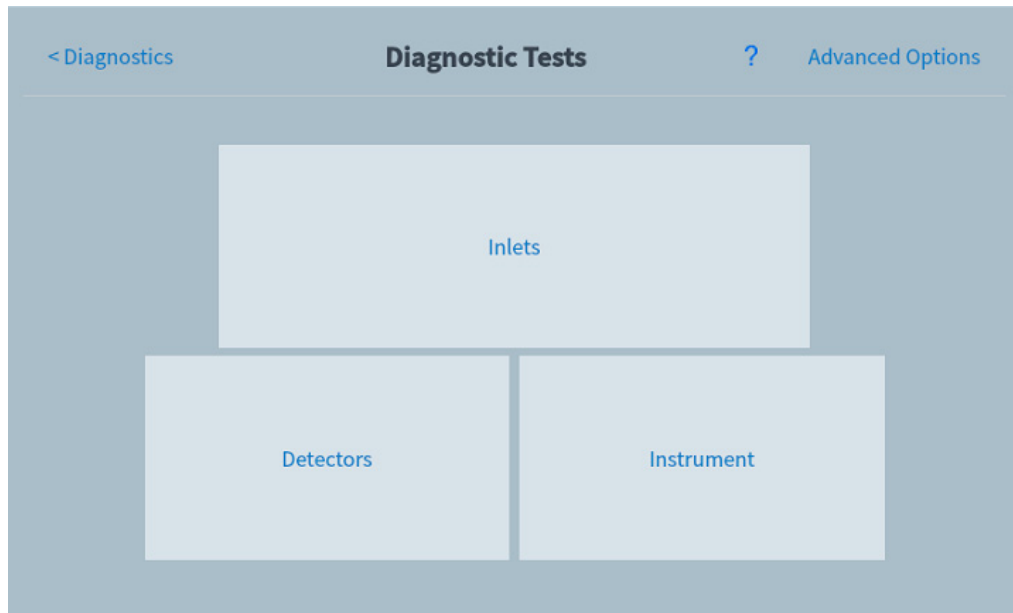 < Diagnostics Diagnostic Tests ? Advanced Options
Inlets
Detectors Instrument